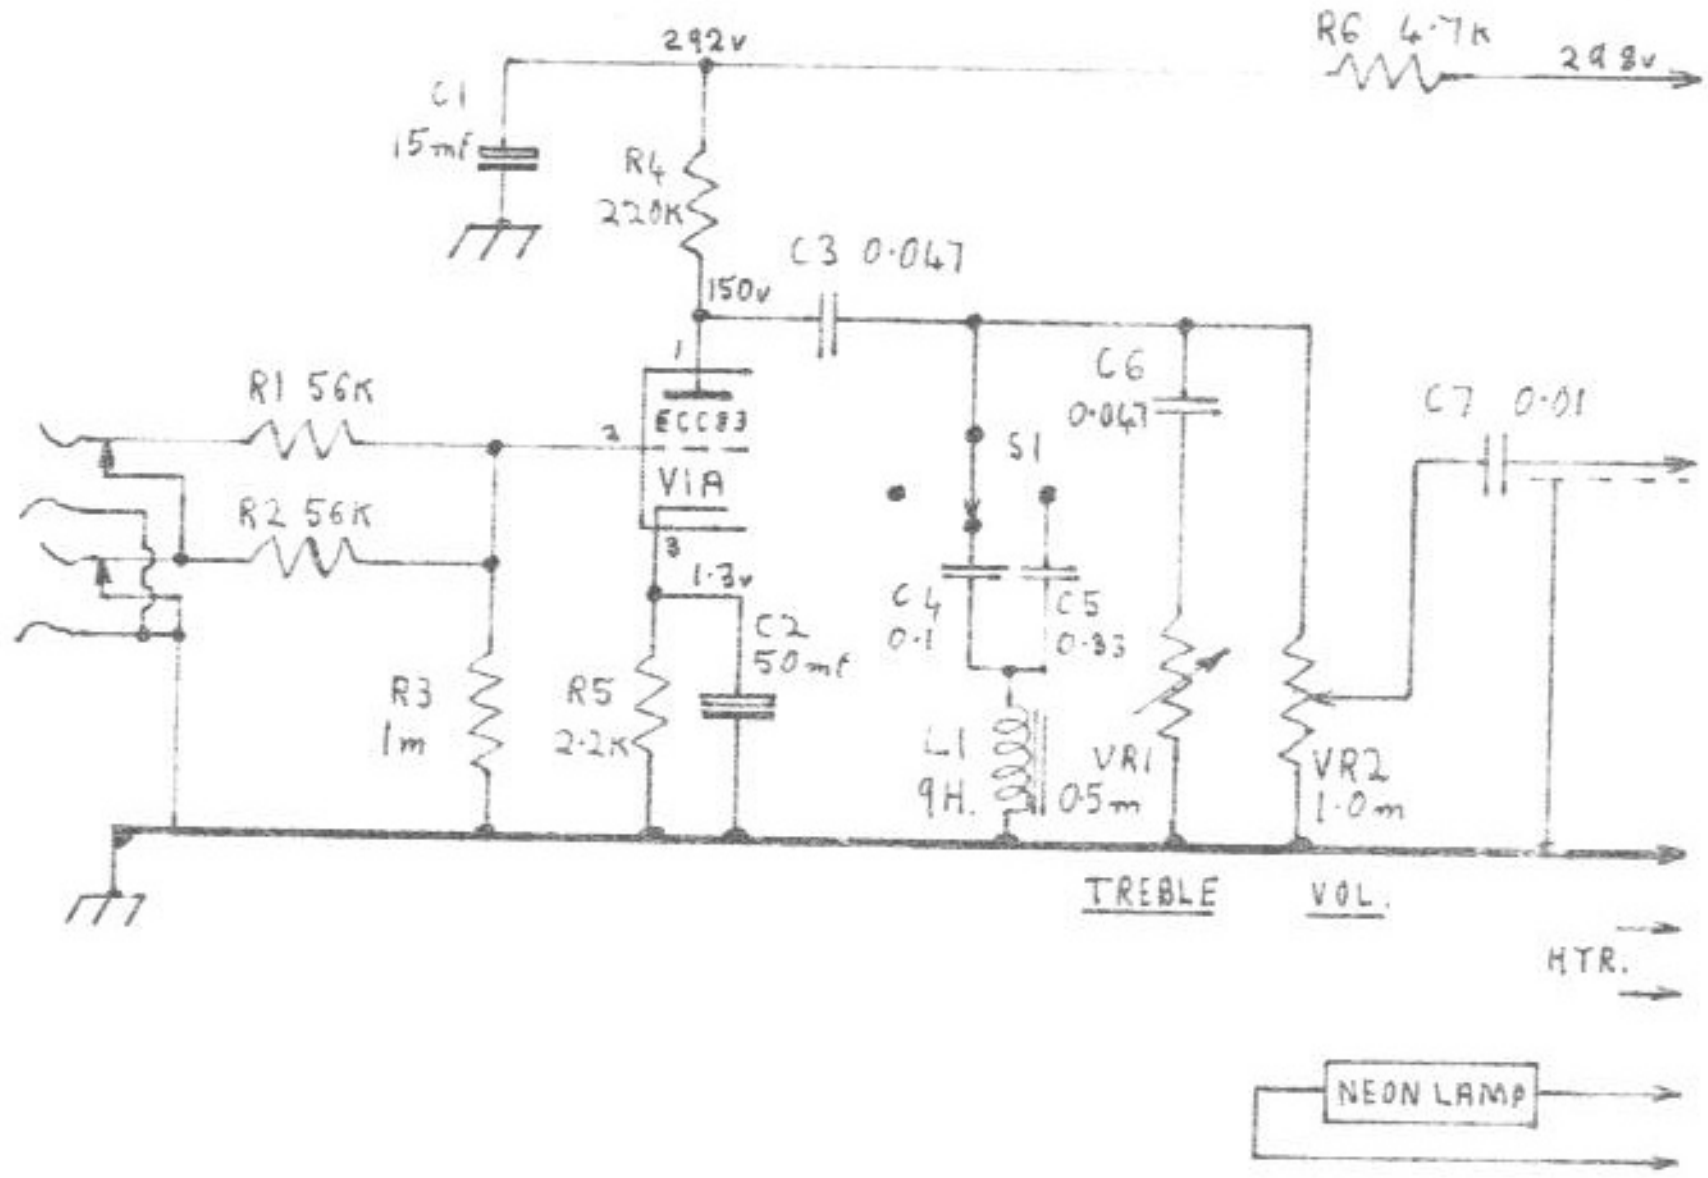 292v
R6 4.7K
298v
C1
15mf
R4
220K
C3 0.047
150v
1
R1 56K
2
ECC83
V1A
C6
0.047
S1
C7 0.01
R2 56K
3
1.3v
C2
50mf
C4
0.1
C5
0.33
R3
1m
R5
2.2K
L1
9H.
VR1
0.5m
VR2
1.0m
TREBLE
VOL.
HTR.
NEON LAMP